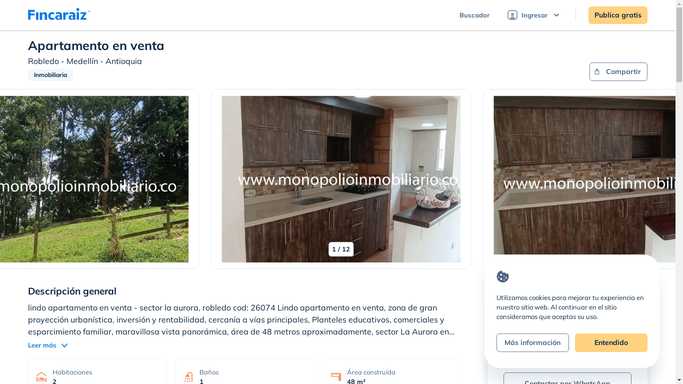 Fincaraiz
Buscador
Ingresar
Publica gratis
Apartamento en venta
Robledo - Medellín - Antioquia
Inmobiliaria
Compartir
www.monopolioinmobiliario.co
www.monopolioinmobiliario.co
www.monopolioinmobilia
1 / 12
Descripción general
lindo apartamento en venta - sector la aurora, robledo cod: 26074 Lindo apartamento en venta, zona de gran
proyección urbanística, inversión y rentabilidad, cercanía a vías principales, Planteles educativos, comerciales y
esparcimiento familiar, maravillosa vista panorámica, área de 48 metros aproximadamente, sector La Aurora en...
Leer más
Habitaciones
2
Baños
1
Área construida
48 m²
Utilizamos cookies para mejorar tu experiencia en
nuestro sitio web. Al continuar en el sitio
consideramos que aceptas su uso.
Más información
Entendido
Contactar por WhatsApp